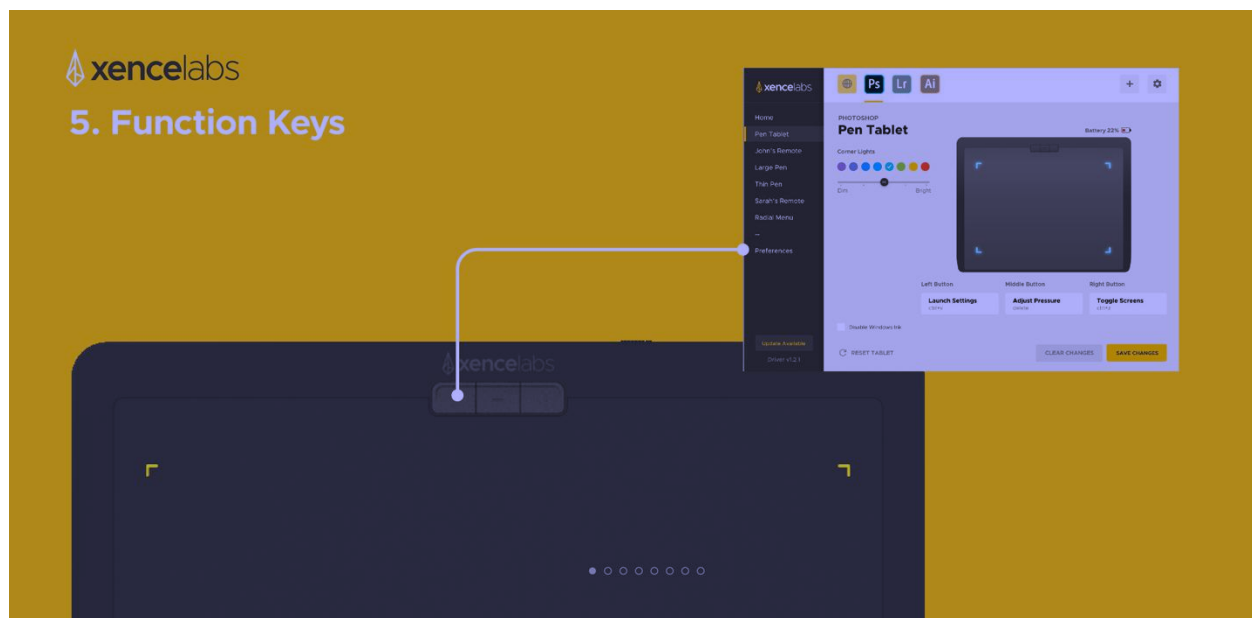 xencelabs
5. Function Keys
xencelabs
Ps Lr Ai
+
Home
Pen Tablet
John's Remote
Large Pen
Thin Pen
Sarah's Remote
Radial Menu
–
Preferences
Update Available
Driver v1.2.1
PHOTOSHOP
Pen Tablet
Battery 22%
Corner Lights
Dim Bright
Left Button Middle Button Right Button
Launch Settings Adjust Pressure Toggle Screens
Disable Windows Ink
RESET TABLET
CLEAR CHANGES
SAVE CHANGES
xencelabs